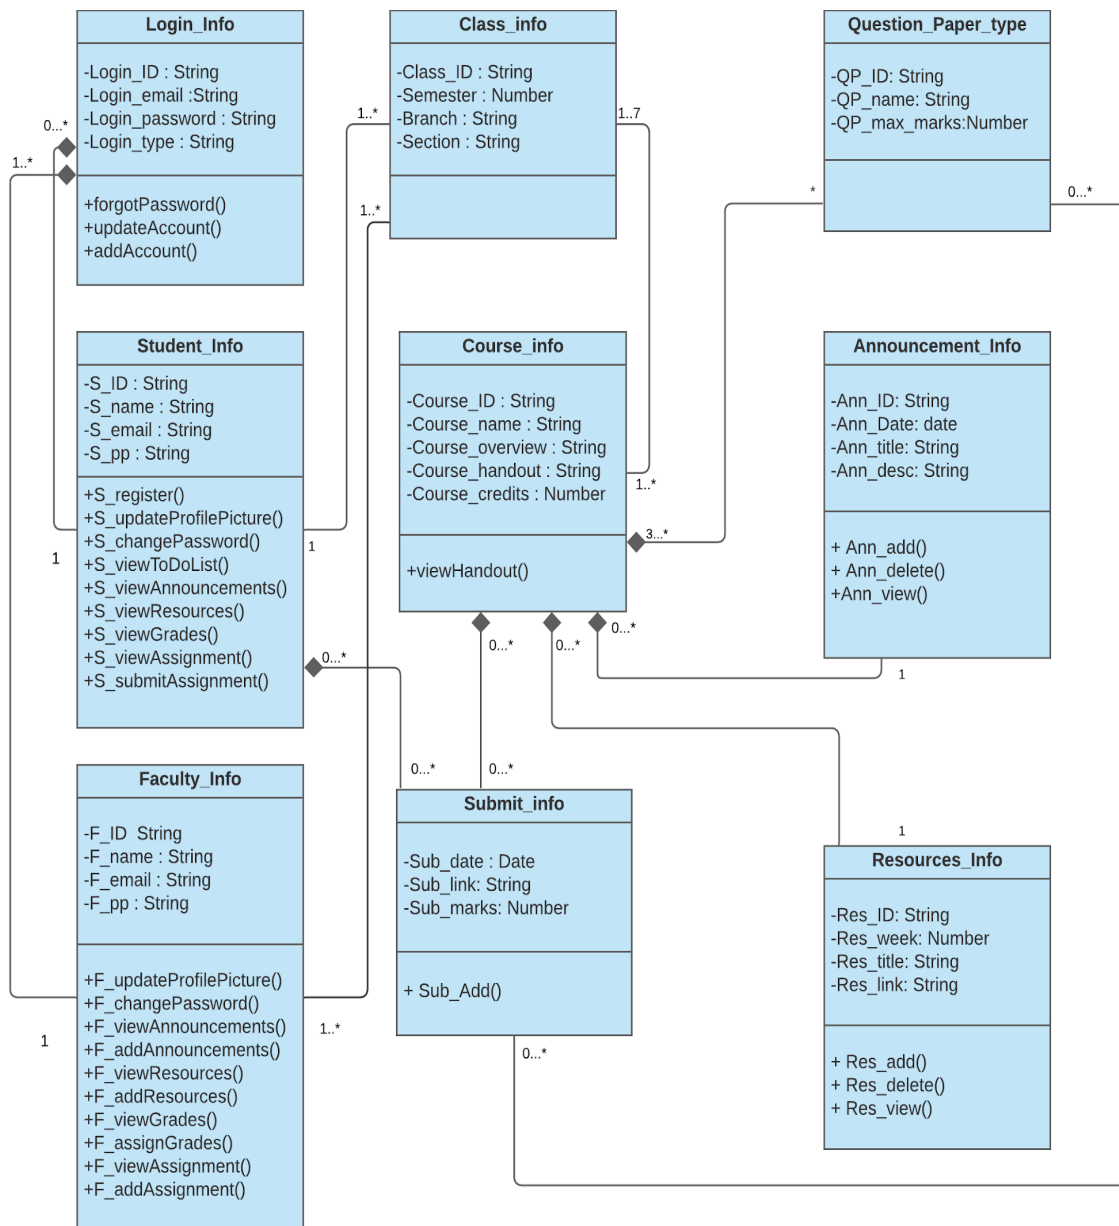 Login_Info
-Login_ID : String
-Login_email :String
-Login_password : String
-Login_type : String
+forgotPassword()
+updateAccount()
+addAccount()
0...*
1..*
Class_info
-Class_ID : String
-Semester : Number
-Branch : String
-Section : String
1..*
1..*
1..7
Question_Paper_type
-QP_ID: String
-QP_name: String
-QP_max_marks:Number
*
0...*
Student_Info
-S_ID : String
-S_name : String
-S_email : String
-S_pp : String
+S_register()
+S_updateProfilePicture()
+S_changePassword()
+S_viewToDoList()
+S_viewAnnouncements()
+S_viewResources()
+S_viewGrades()
+S_viewAssignment()
+S_submitAssignment()
1
1
0...*
Course_info
-Course_ID : String
-Course_name : String
-Course_overview : String
-Course_handout : String
-Course_credits : Number
+viewHandout()
1..*
3...*
0...*
0...*
0...*
Announcement_Info
-Ann_ID: String
-Ann_Date: date
-Ann_title: String
-Ann_desc: String
+ Ann_add()
+ Ann_delete()
+Ann_view()
1
Faculty_Info
-F_ID  String
-F_name : String
-F_email : String
-F_pp : String
+F_updateProfilePicture()
+F_changePassword()
+F_viewAnnouncements()
+F_addAnnouncements()
+F_viewResources()
+F_addResources()
+F_viewGrades()
+F_assignGrades()
+F_viewAssignment()
+F_addAssignment()
1
1..*
0...*
0...*
Submit_info
-Sub_date : Date
-Sub_link: String
-Sub_marks: Number
+ Sub_Add()
0...*
1
Resources_Info
-Res_ID: String
-Res_week: Number
-Res_title: String
-Res_link: String
+ Res_add()
+ Res_delete()
+ Res_view()